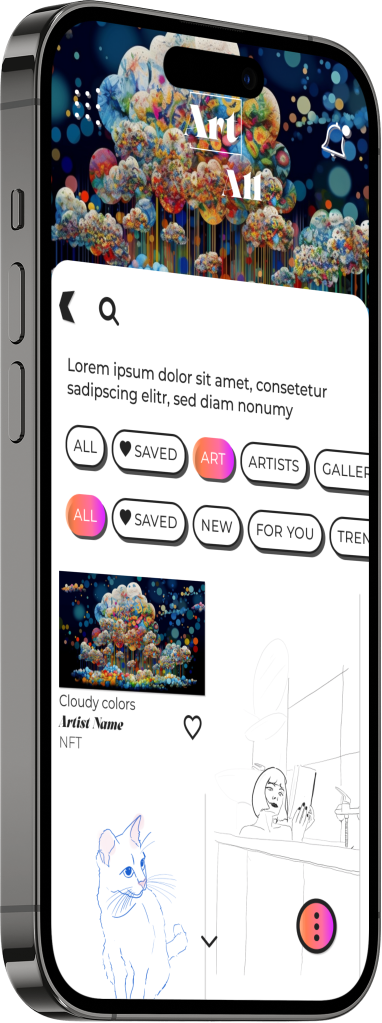 Art
All
Lorem ipsum dolor sit amet, consetetur
sadipscing elitr, sed diam nonumy
ALL SAVED ART ARTISTS GALLER
ALL SAVED NEW FOR YOU TREN
Cloudy colors
Artist Name
NFT